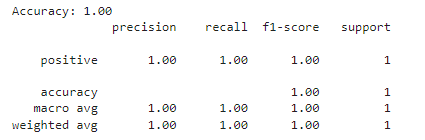 Accuracy: 1.00
precision recall f1-score support
positive 1.00 1.00 1.00 1
accuracy 1.00 1
macro avg 1.00 1.00 1.00 1
weighted avg 1.00 1.00 1.00 1